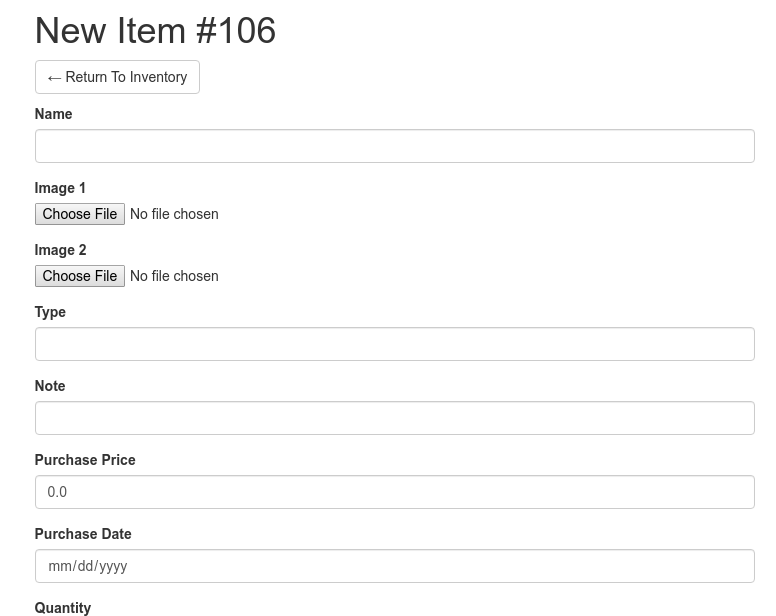 New Item #106
← Return To Inventory
Name
Image 1
Choose File No file chosen
Image 2
Choose File No file chosen
Type
Note
Purchase Price
0.0
Purchase Date
mm/dd/yyyy
Quantity